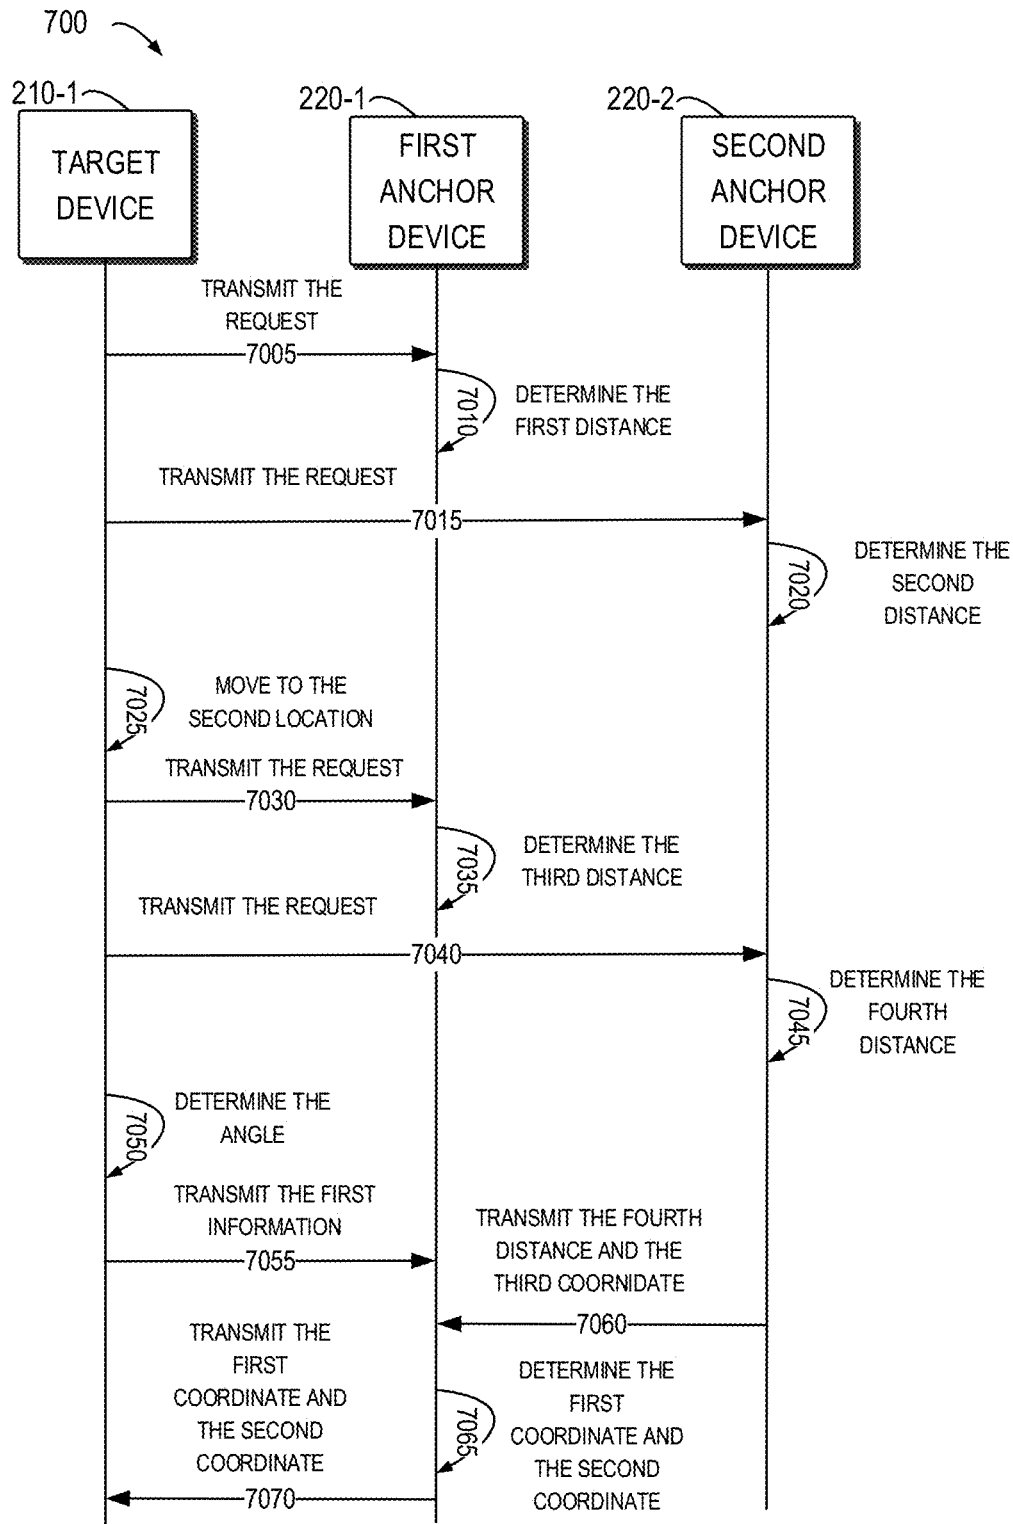 700
210-1
220-1
220-2
TARGET
DEVICE
FIRST
ANCHOR
DEVICE
SECOND
ANCHOR
DEVICE
TRANSMIT THE
REQUEST
7005
7010
DETERMINE THE
FIRST DISTANCE
TRANSMIT THE REQUEST
7015
7020
DETERMINE THE
SECOND
DISTANCE
7025
MOVE TO THE
SECOND LOCATION
TRANSMIT THE REQUEST
7030
7035
DETERMINE THE
THIRD DISTANCE
TRANSMIT THE REQUEST
7040
7045
DETERMINE THE
FOURTH
DISTANCE
7050
DETERMINE THE
ANGLE
TRANSMIT THE FIRST
INFORMATION
7055
TRANSMIT THE FOURTH
DISTANCE AND THE
THIRD COORNIDATE
7060
7065
DETERMINE THE
FIRST
COORDINATE AND
THE SECOND
COORDINATE
TRANSMIT THE
FIRST
COORDINATE AND
THE SECOND
COORDINATE
7070